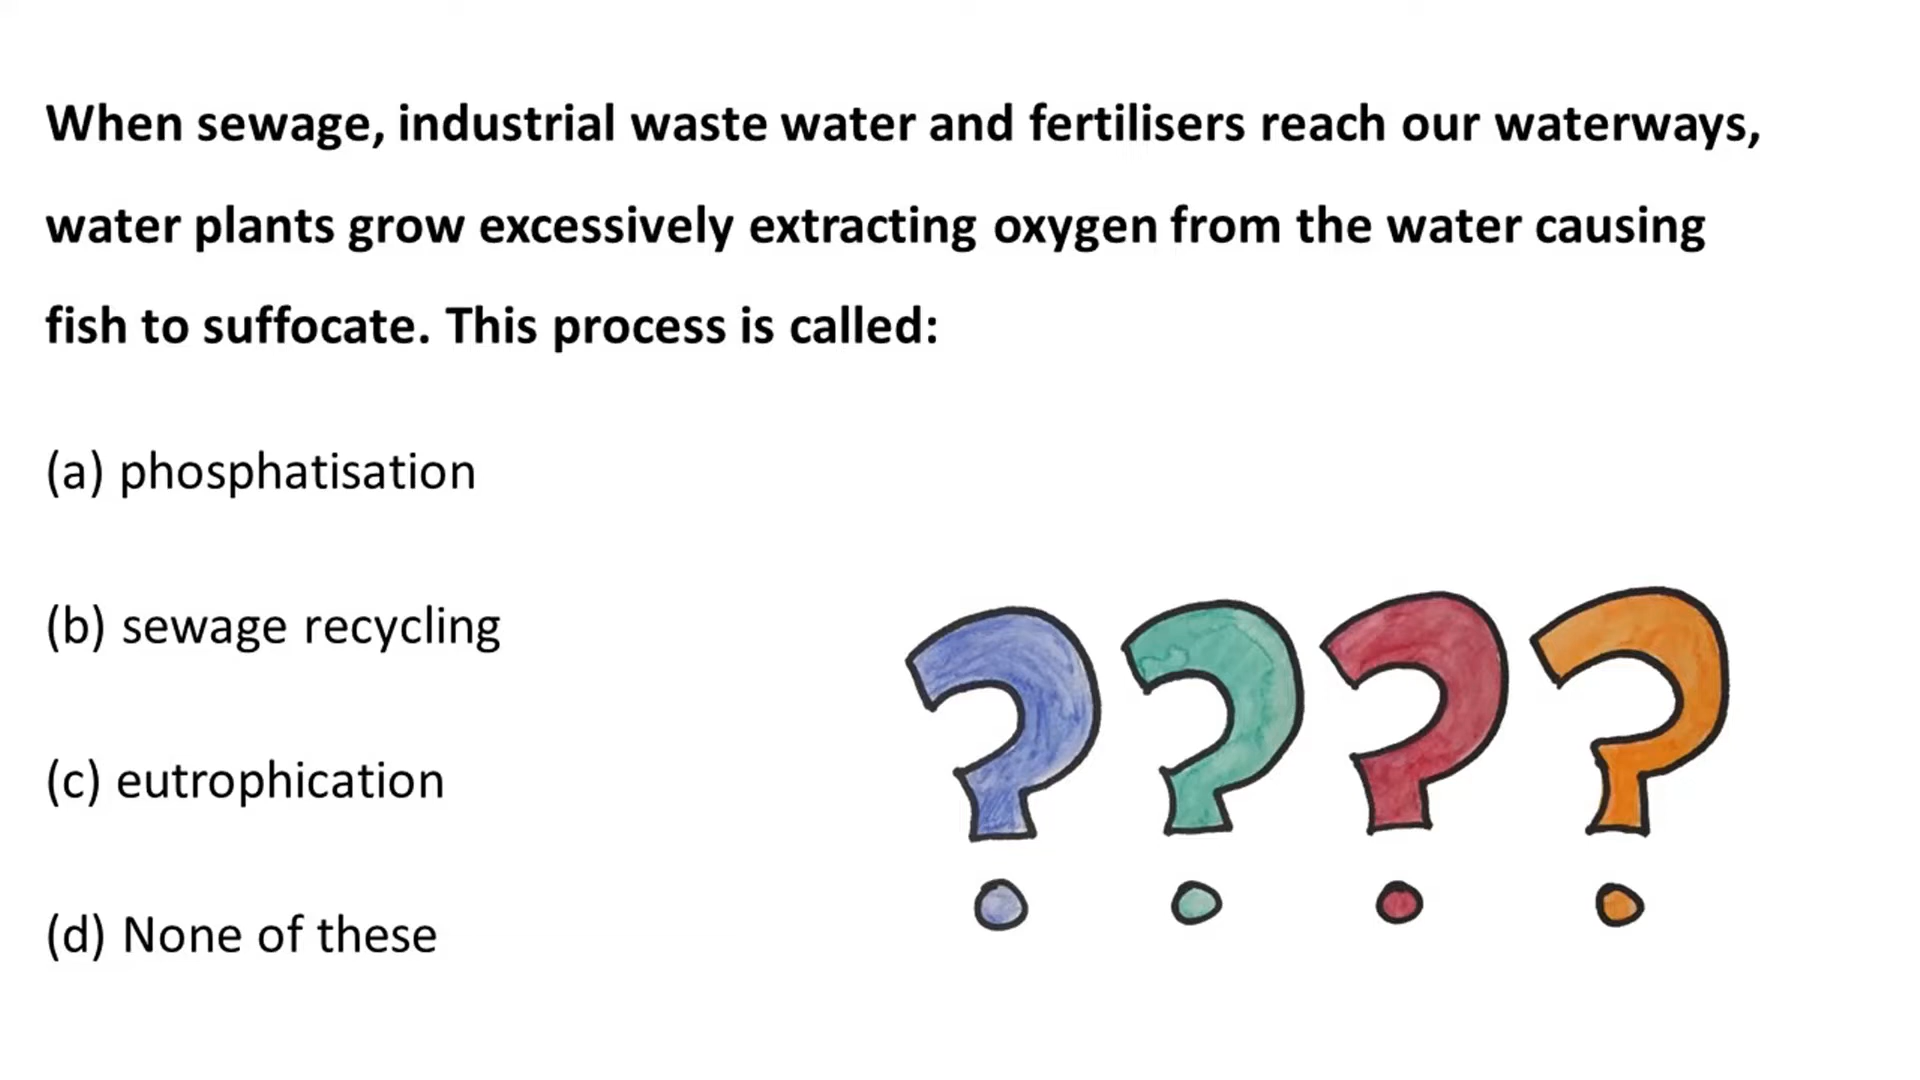 When sewage, industrial waste water and fertilisers reach our waterways,
water plants grow excessively extracting oxygen from the water causing
fish to suffocate. This process is called:
(a) phosphatisation
(b) sewage recycling
(c) eutrophication
(d) None of these
????